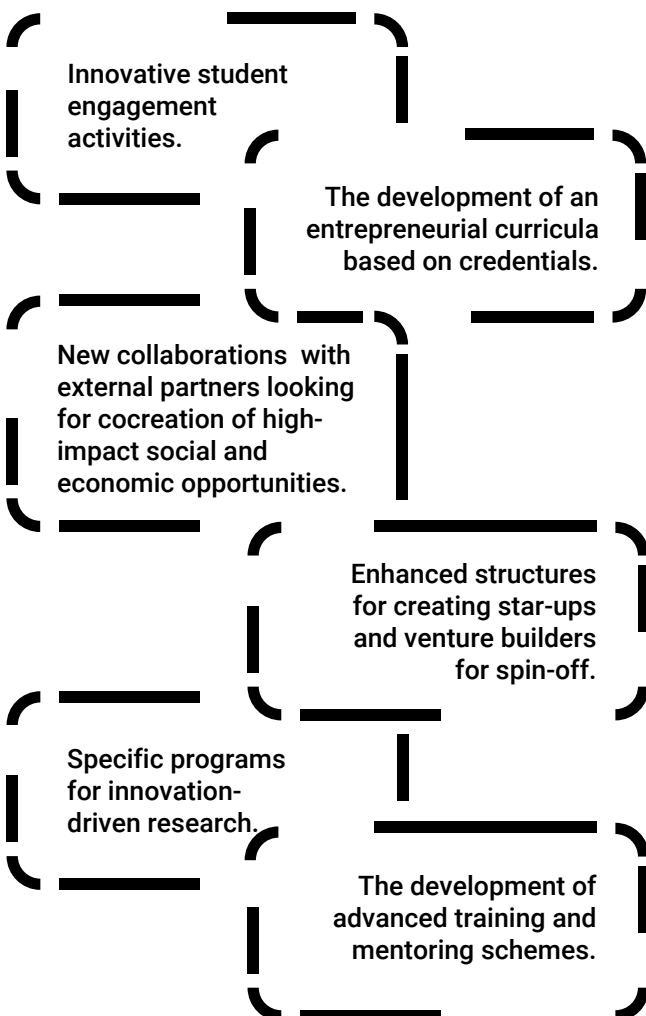 Innovative student
engagement
activities.
The development of an
entrepreneurial curricula
based on credentials.
New collaborations  with
external partners looking
for cocreation of high-
impact social and
economic opportunities.
Enhanced structures
for creating star-ups
and venture builders
for spin-off.
Specific programs
for innovation-
driven research.
The development of
advanced training and
mentoring schemes.